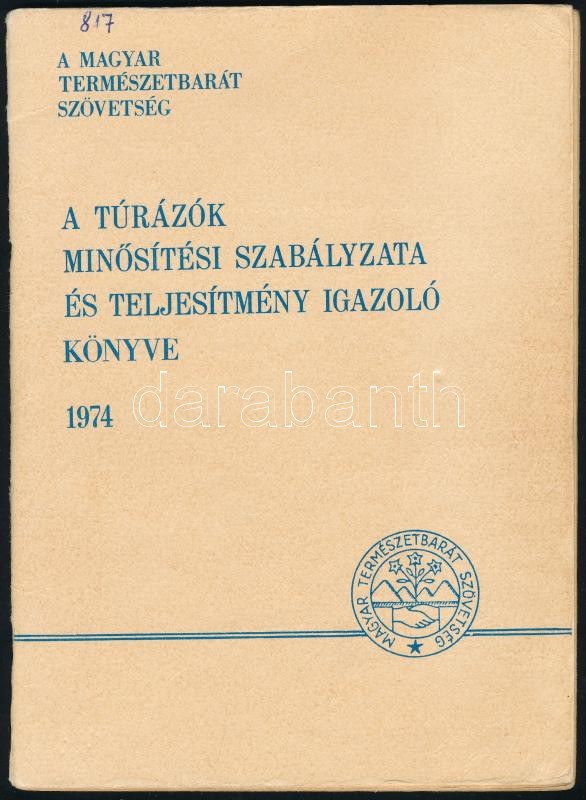 817
A MAGYAR
TERMÉSZETBARÁT
SZÖVETSÉG
A TÚRÁZÓK
MINŐSÍTÉSI SZABÁLYZATA
ÉS TELJESÍTMÉNY IGAZOLÓ
KÖNYVE
1974
darabanth
MAGYAR TERMÉSZETBARÁT SZÖVETSÉG